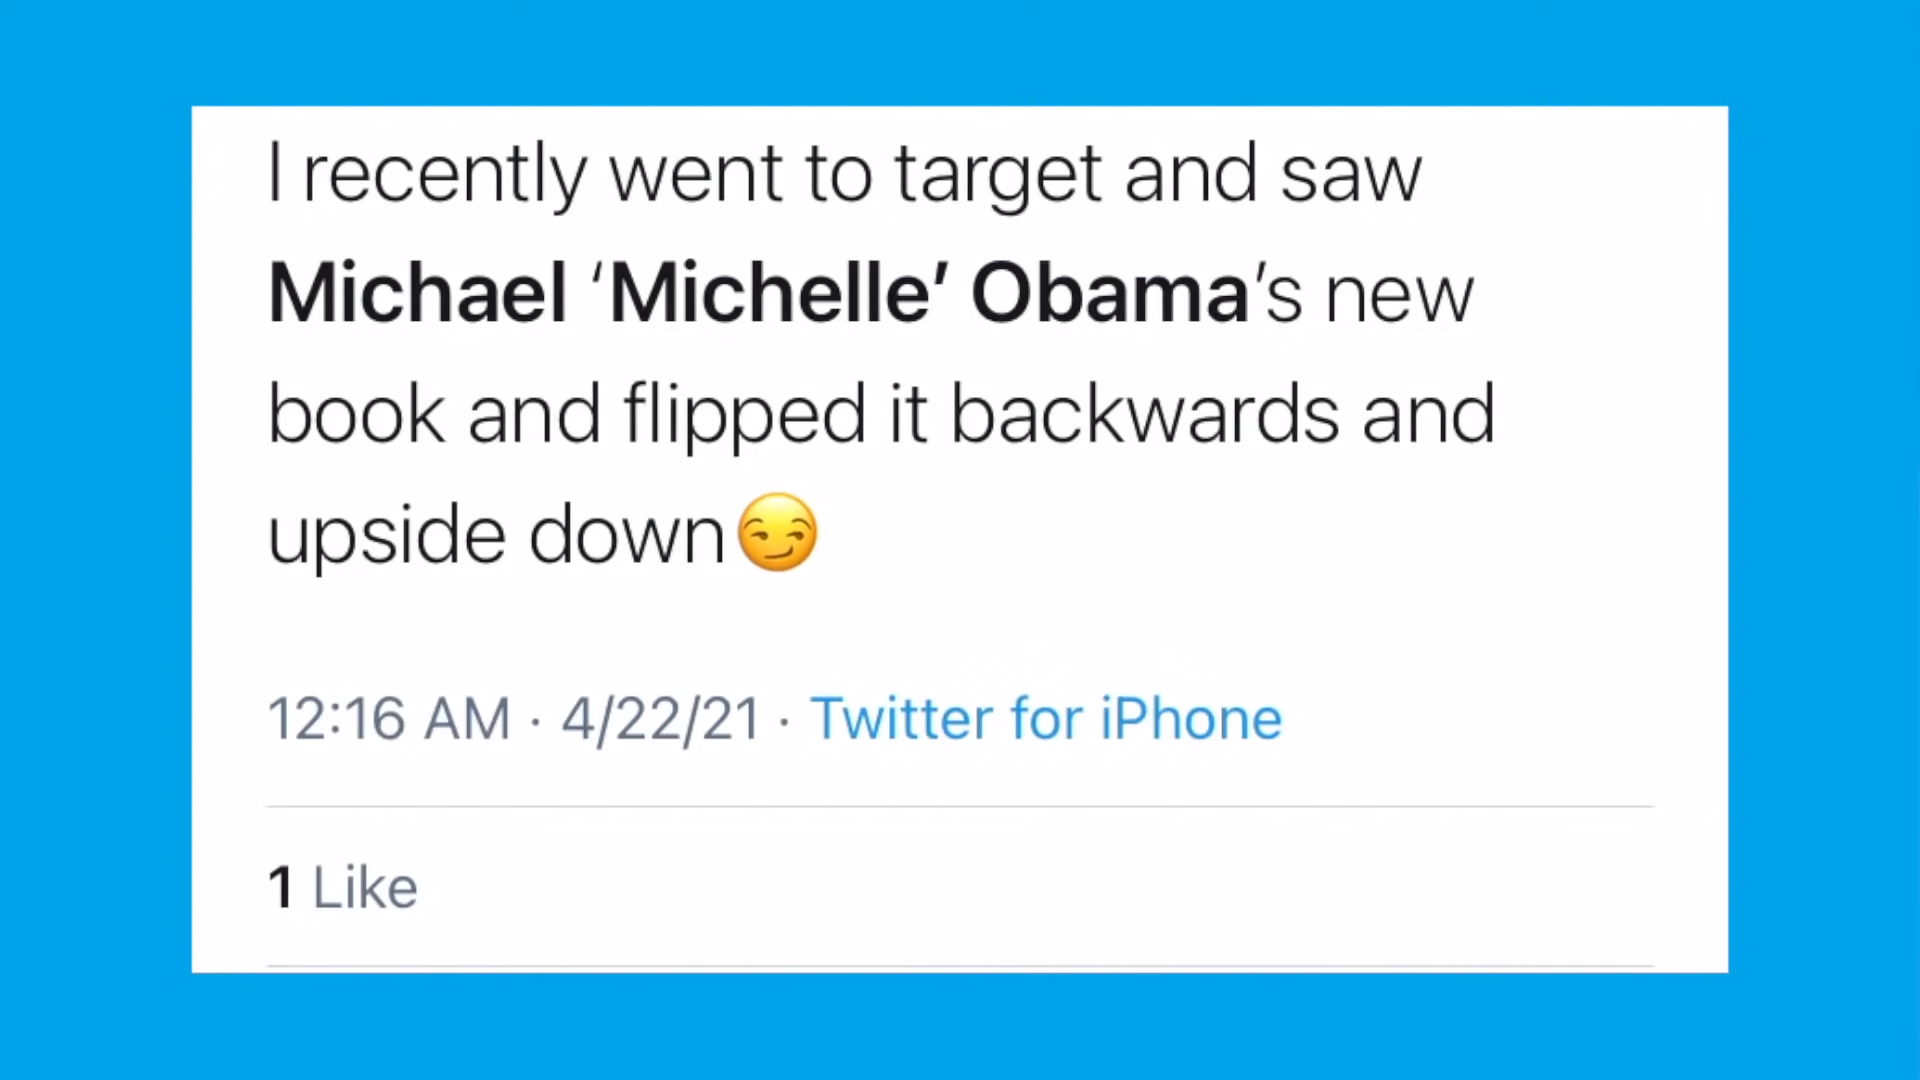 I recently went to target and saw
Michael ‘Michelle’ Obama’s new
book and flipped it backwards and
upside down😏
12:16 AM · 4/22/21 · Twitter for iPhone
1 Like